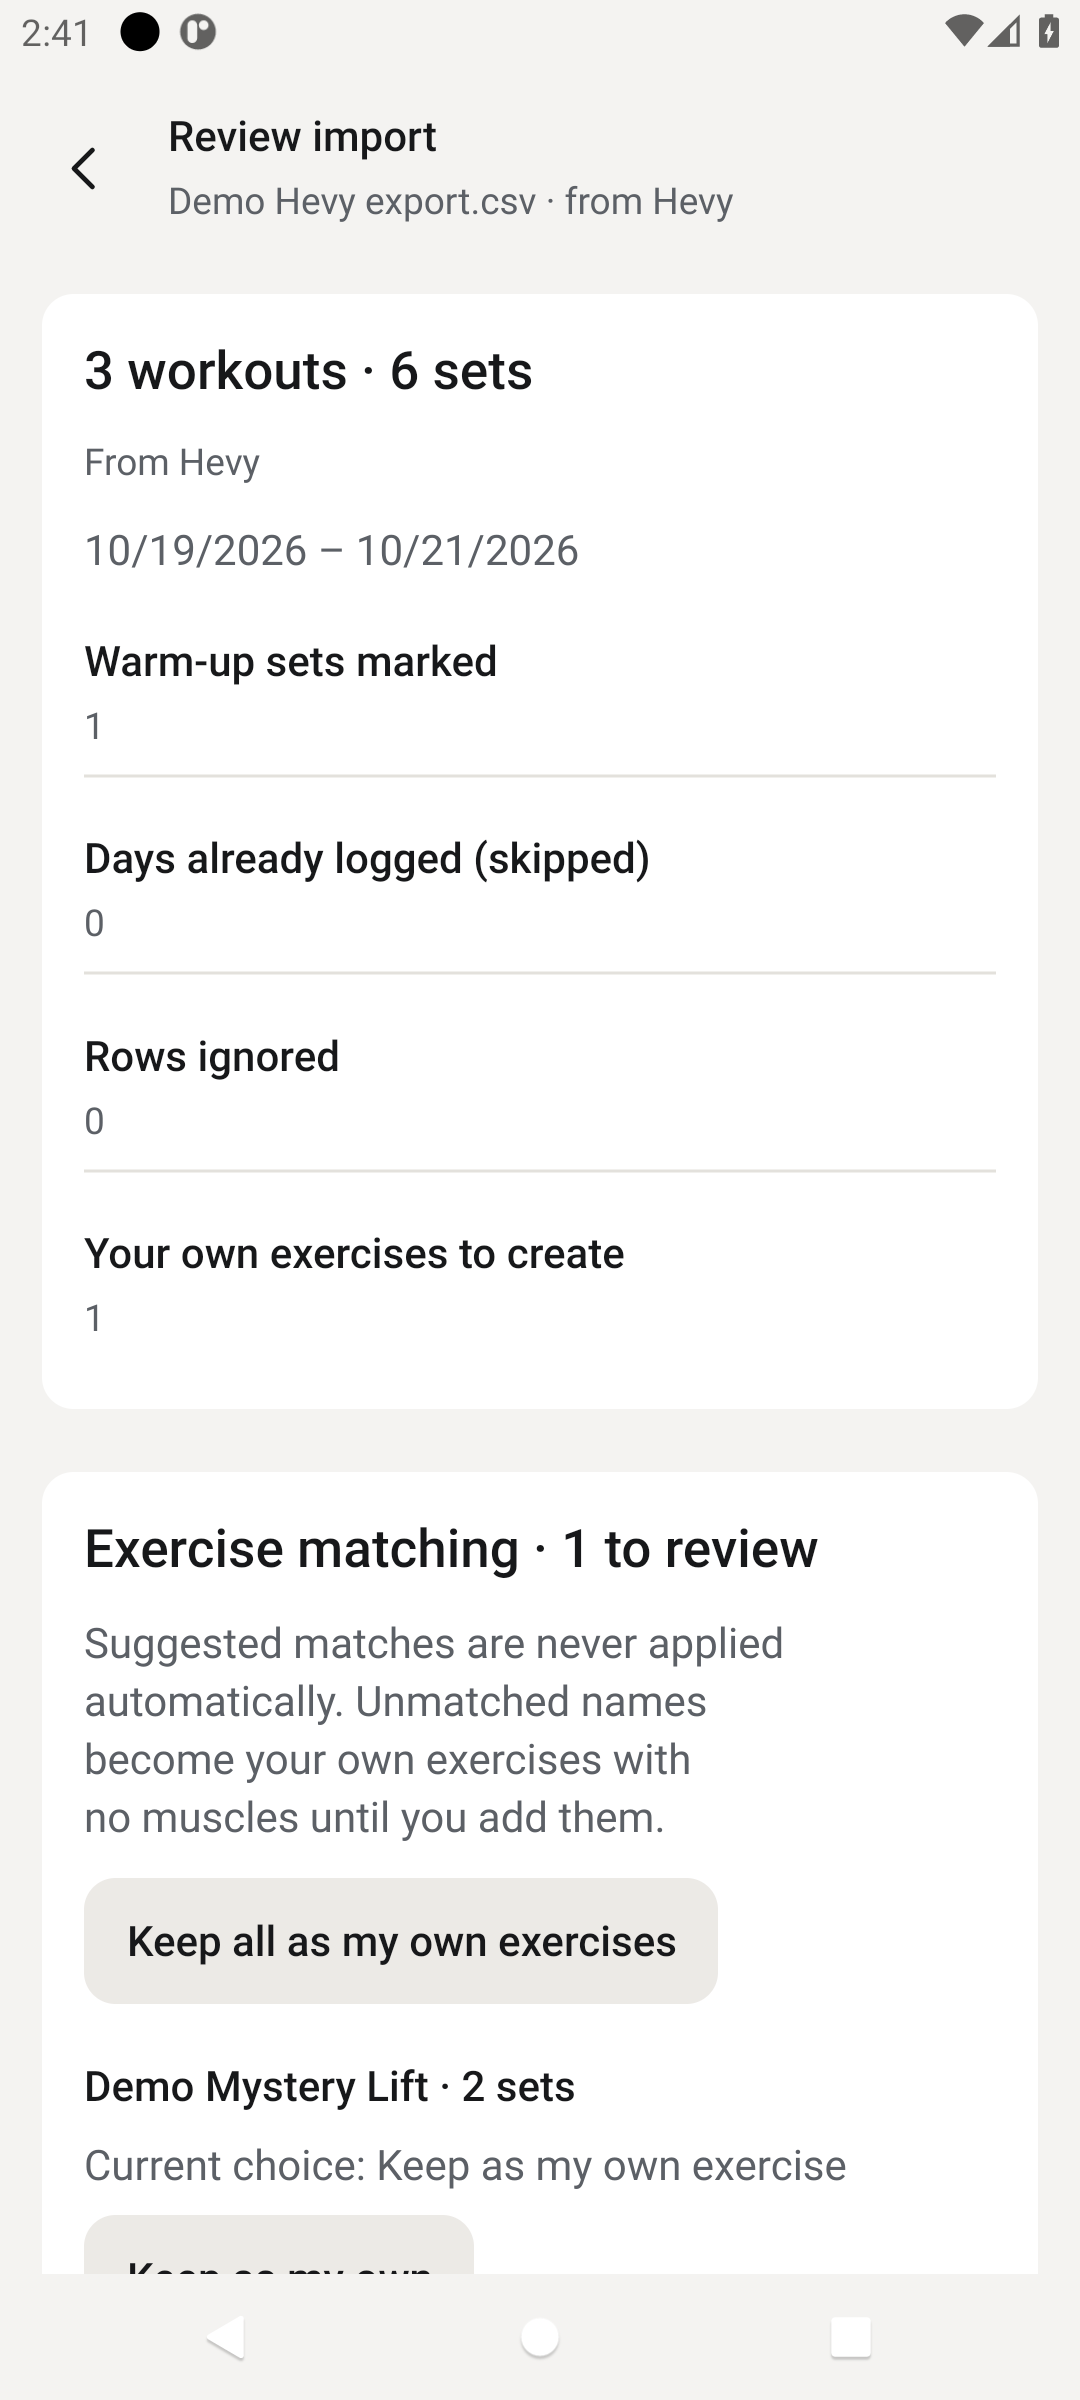 2:41
Review import
Demo Hevy export.csv · from Hevy
3 workouts · 6 sets
From Hevy
10/19/2026 – 10/21/2026
Warm-up sets marked
1
Days already logged (skipped)
0
Rows ignored
0
Your own exercises to create
1
Exercise matching · 1 to review
Suggested matches are never applied
automatically. Unmatched names
become your own exercises with
no muscles until you add them.
Keep all as my own exercises
Demo Mystery Lift · 2 sets
Current choice: Keep as my own exercise
Keep as my own